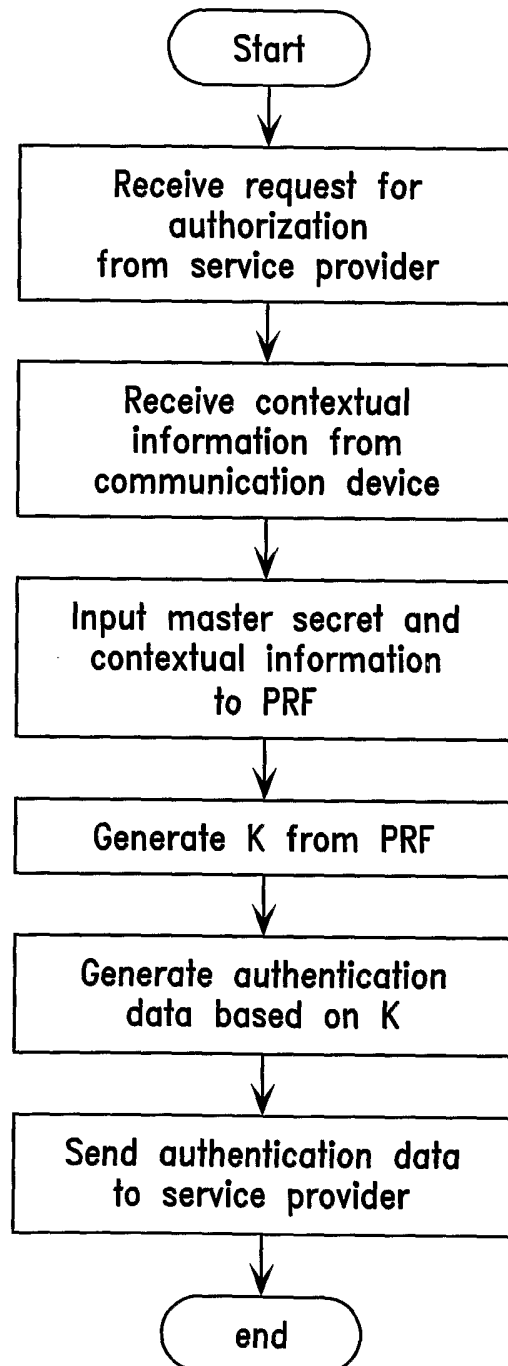 Start
Receive request for
authorization
from service provider
Receive contextual
information from
communication device
Input master secret and
contextual information
to PRF
Generate K from PRF
Generate authentication
data based on K
Send authentication data
to service provider
end